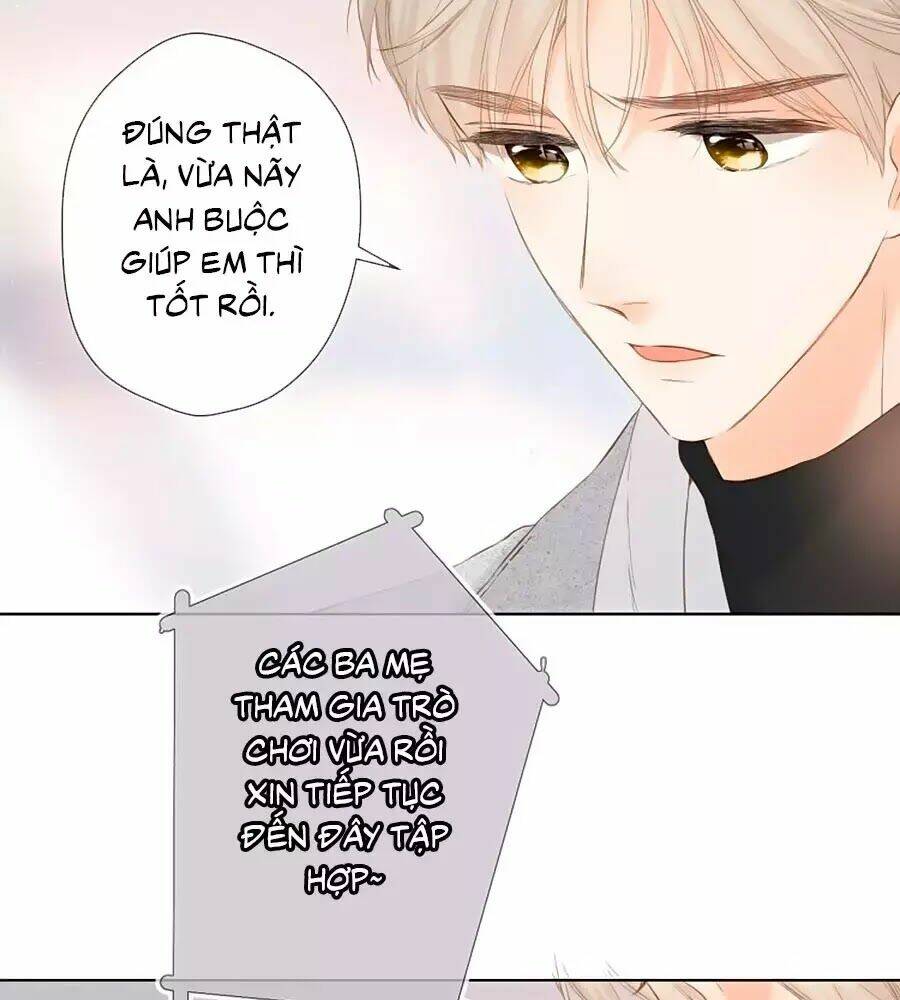 ĐÚNG THẬT
LÀ, VỪA NÃY
ANH BUỘC
GIÚP EM THÌ
TỐT RỒI.
CÁC BA MẸ
THAM GIA TRÒ
CHƠI VỪA RỒI
XIN TIẾP TỤC
ĐẾN ĐÂY TẬP
HỢP~